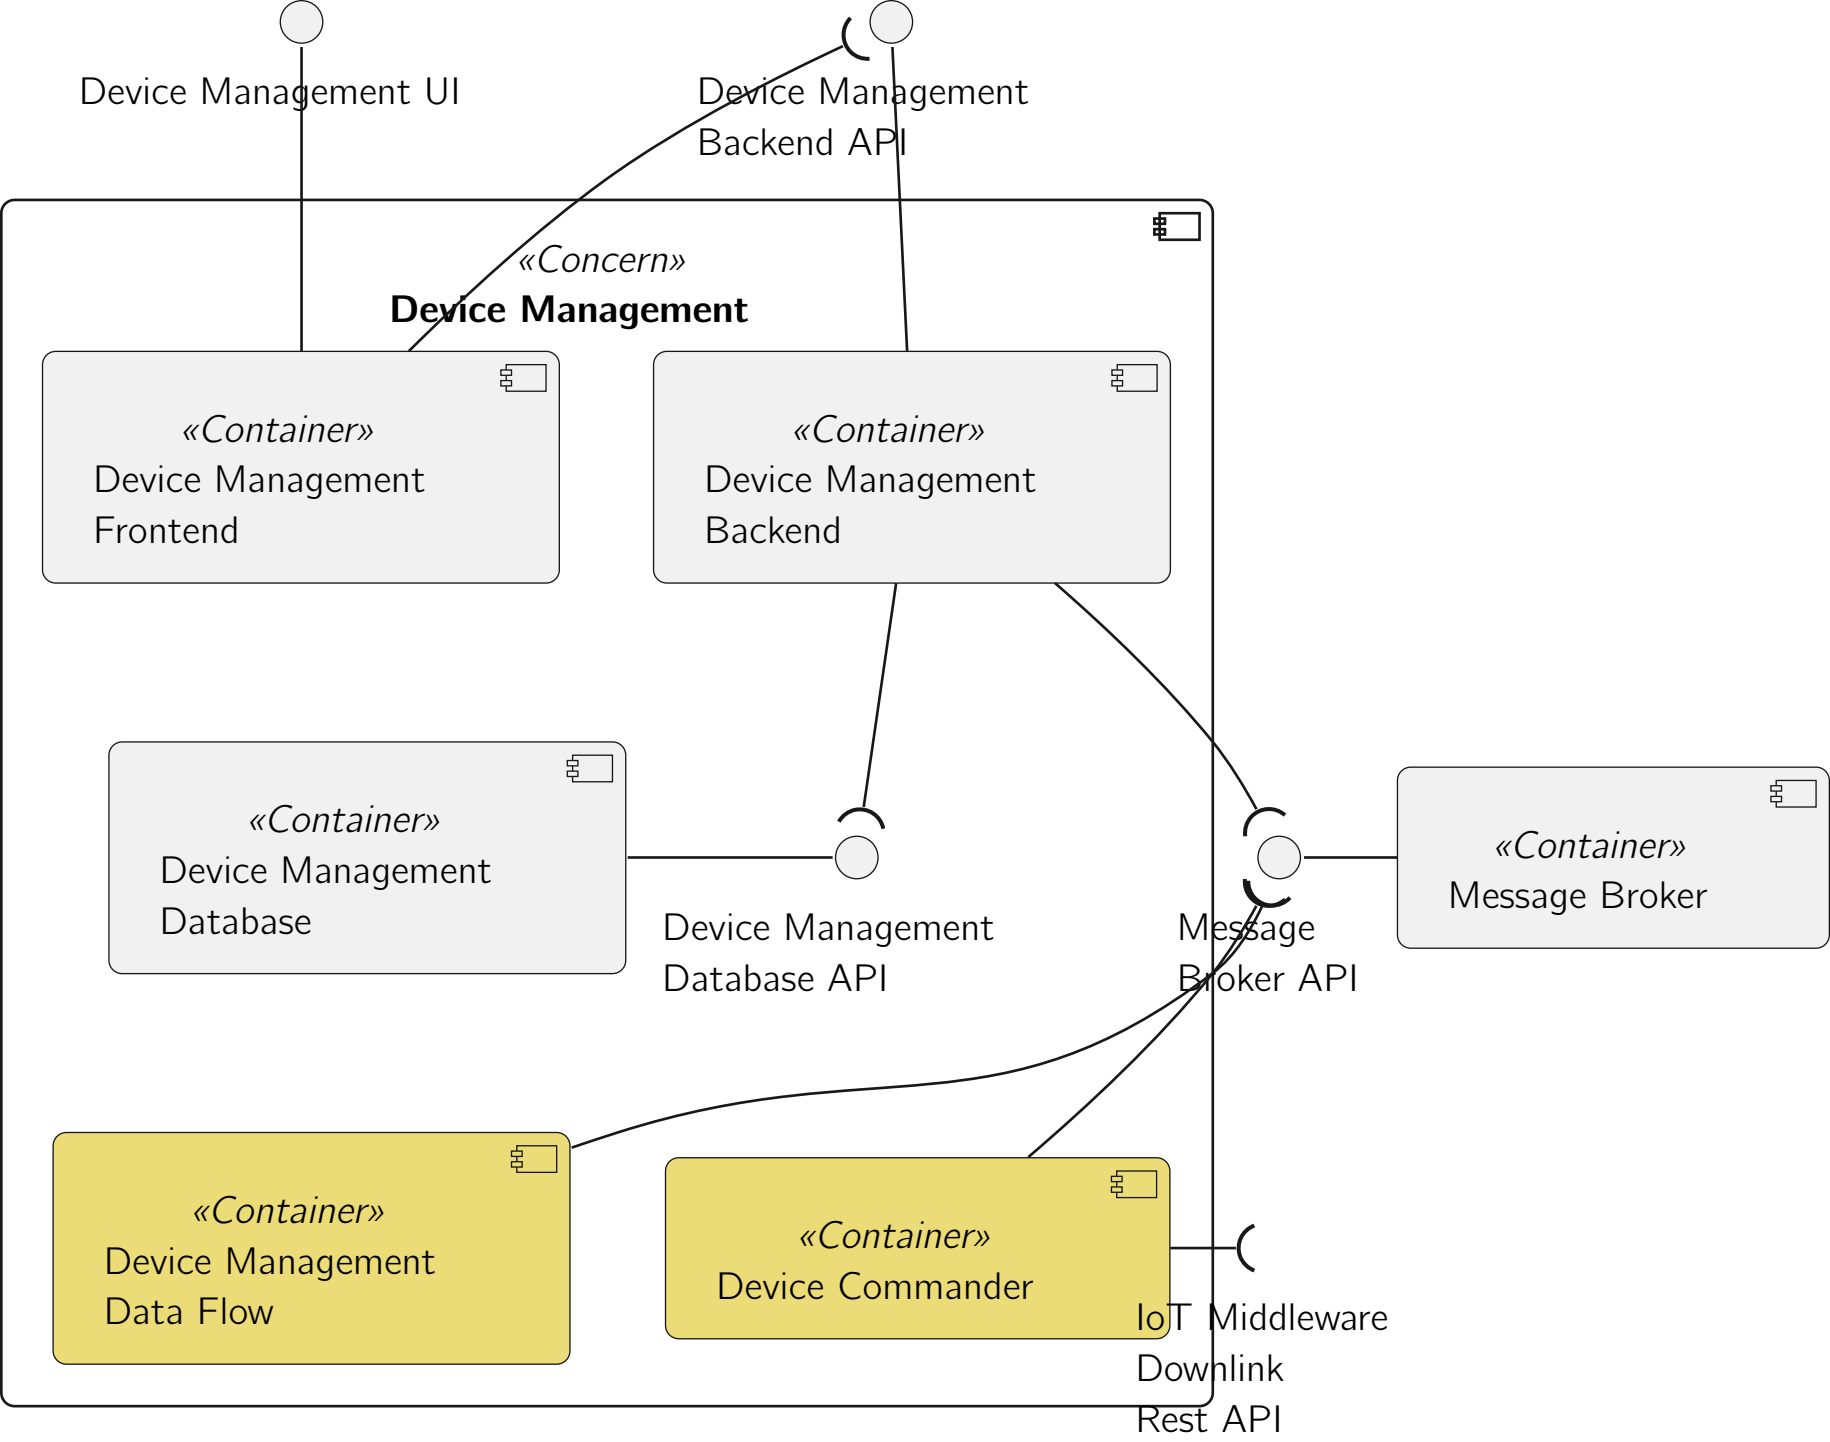 Device Management UI
Device Management
Backend API
«Concern»
Device Management
«Container»
Device Management
Frontend
«Container»
Device Management
Backend
«Container»
Device Management
Database
Device Management
Database API
Message
Broker API
«Container»
Message Broker
«Container»
Device Management
Data Flow
«Container»
Device Commander
IoT Middleware
Downlink
Rest API